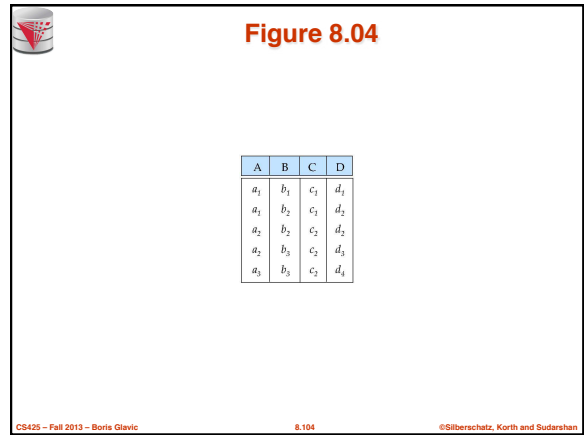 Figure 8.04
A B C D
a₁ b₁ c₁ d₁
a₁ b₂ c₁ d₂
a₂ b₂ c₂ d₂
a₂ b₃ c₂ d₃
a₃ b₃ c₂ d₄
CS425 – Fall 2013 – Boris Glavic 8.104 ©Silberschatz, Korth and Sudarshan